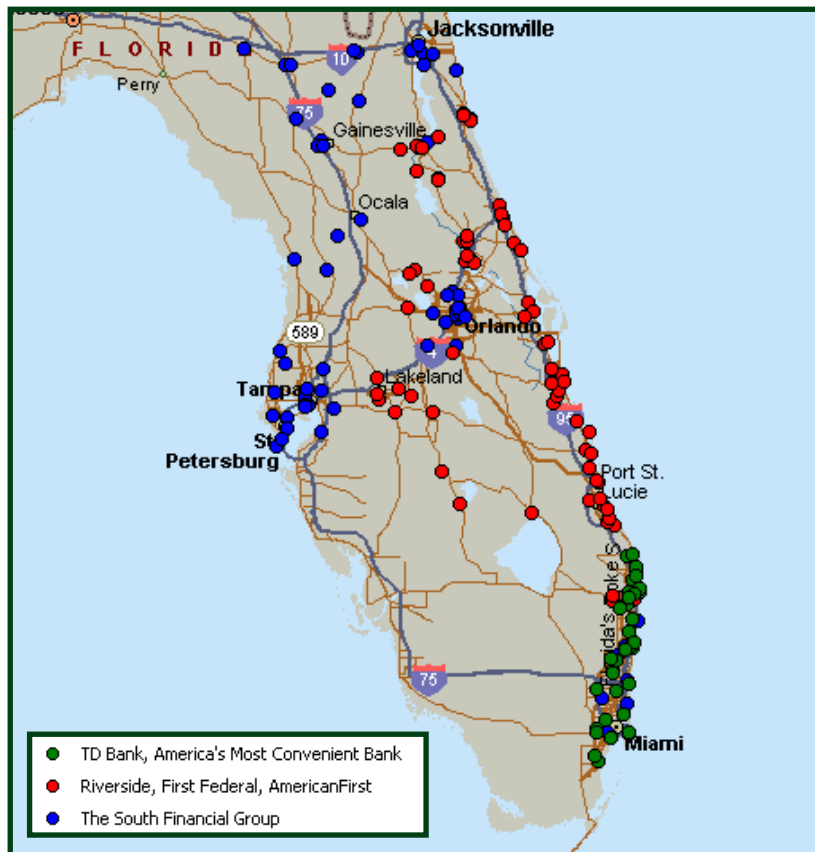 Jacksonville
FLORID
10
Perry
75
Gainesville
Ocala
589
Orlando
4
Tampa
Lakeland
St
Petersburg
95
Port St.
Lucie
75
Miami
TD Bank, America's Most Convenient Bank
Riverside, First Federal, AmericanFirst
The South Financial Group